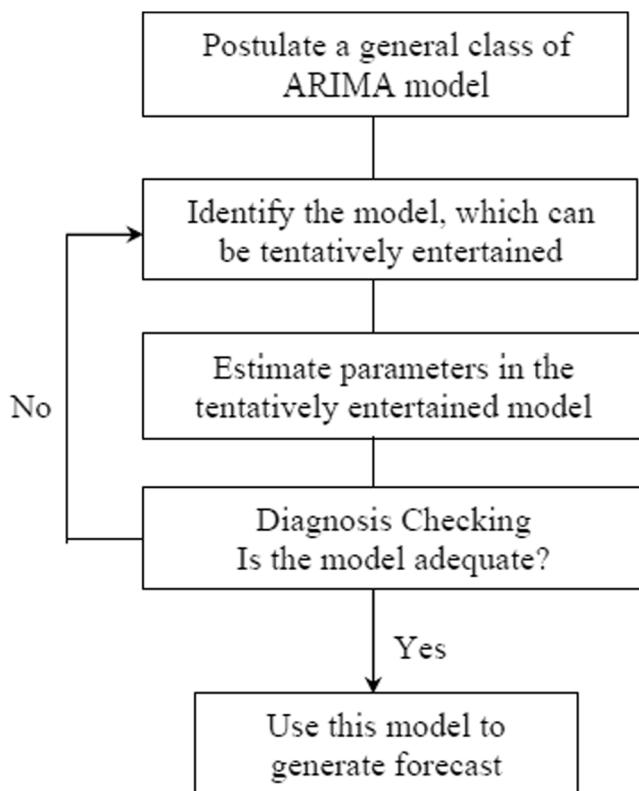 Postulate a general class of
ARIMA model
Identify the model, which can
be tentatively entertained
Estimate parameters in the
tentatively entertained model
No
Diagnosis Checking
Is the model adequate?
Yes
Use this model to
generate forecast